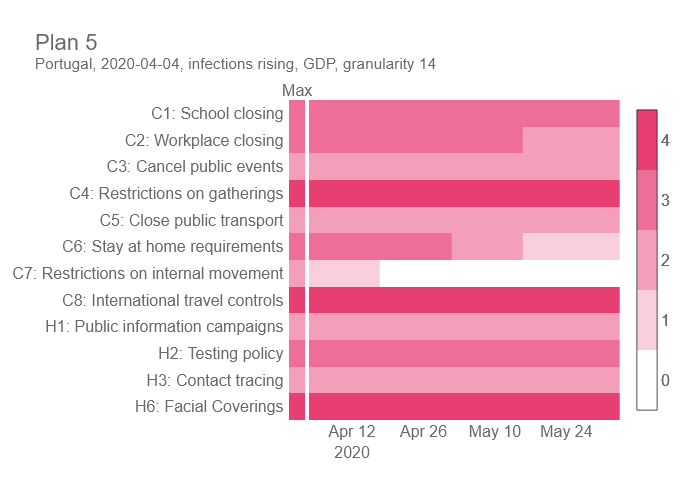 Plan 5
Portugal, 2020-04-04, infections rising, GDP, granularity 14
Max
C1: School closing
C2: Workplace closing
C3: Cancel public events
C4: Restrictions on gatherings
C5: Close public transport
C6: Stay at home requirements
C7: Restrictions on internal movement
C8: International travel controls
H1: Public information campaigns
H2: Testing policy
H3: Contact tracing
H6: Facial Coverings
4
3
2
1
0
Apr 12
2020
Apr 26
May 10
May 24